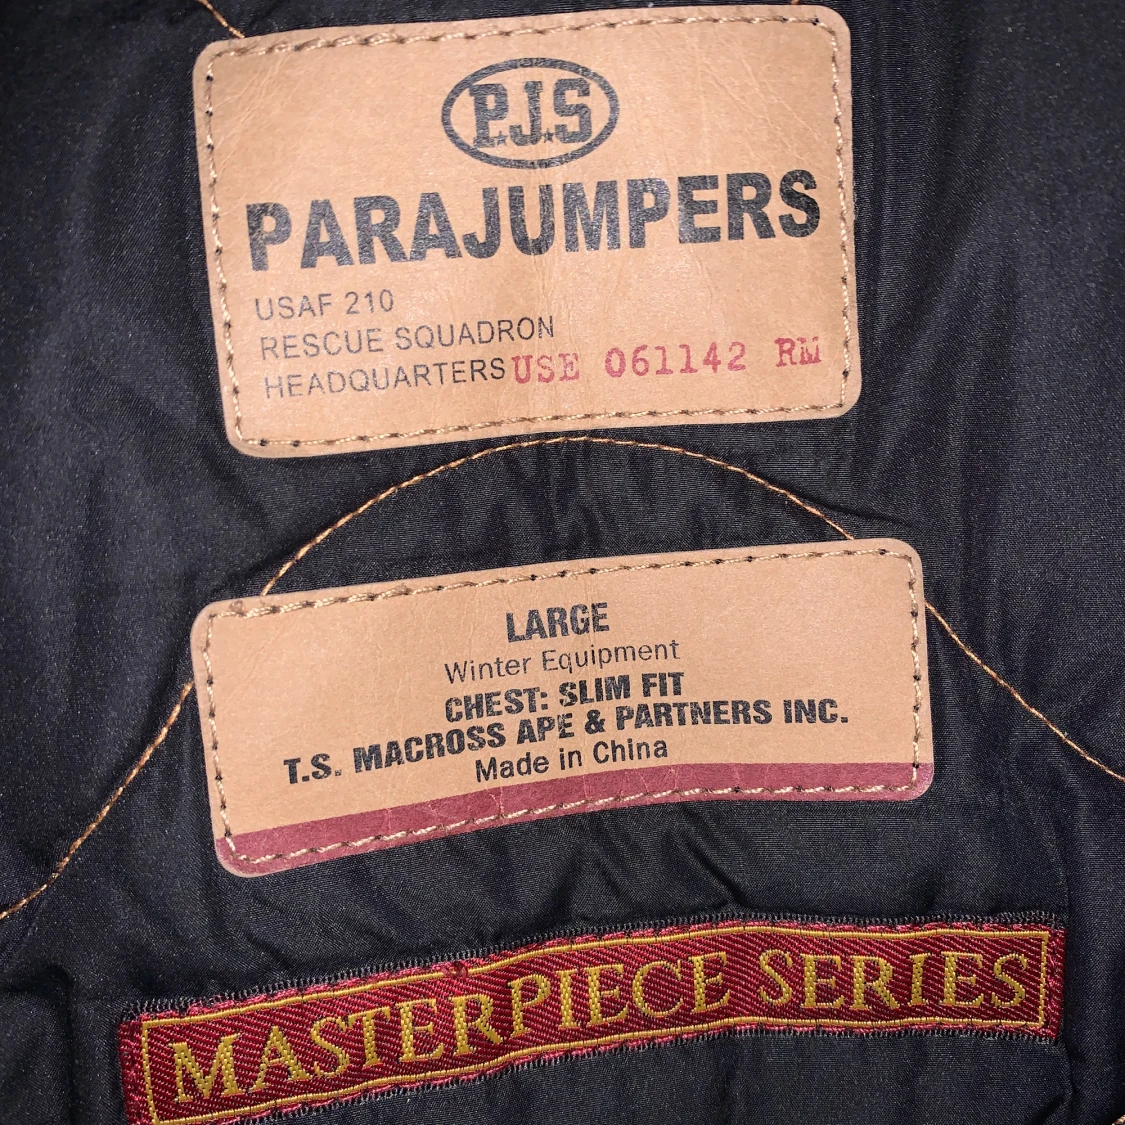 P.J.S
PARAJUMPERS
USAF 210
RESCUE SQUADRON
HEADQUARTERS USE 061142 RM
LARGE
Winter Equipment
CHEST: SLIM FIT
T.S. MACROSS APE & PARTNERS INC.
Made in China
MASTERPIECE SERIES